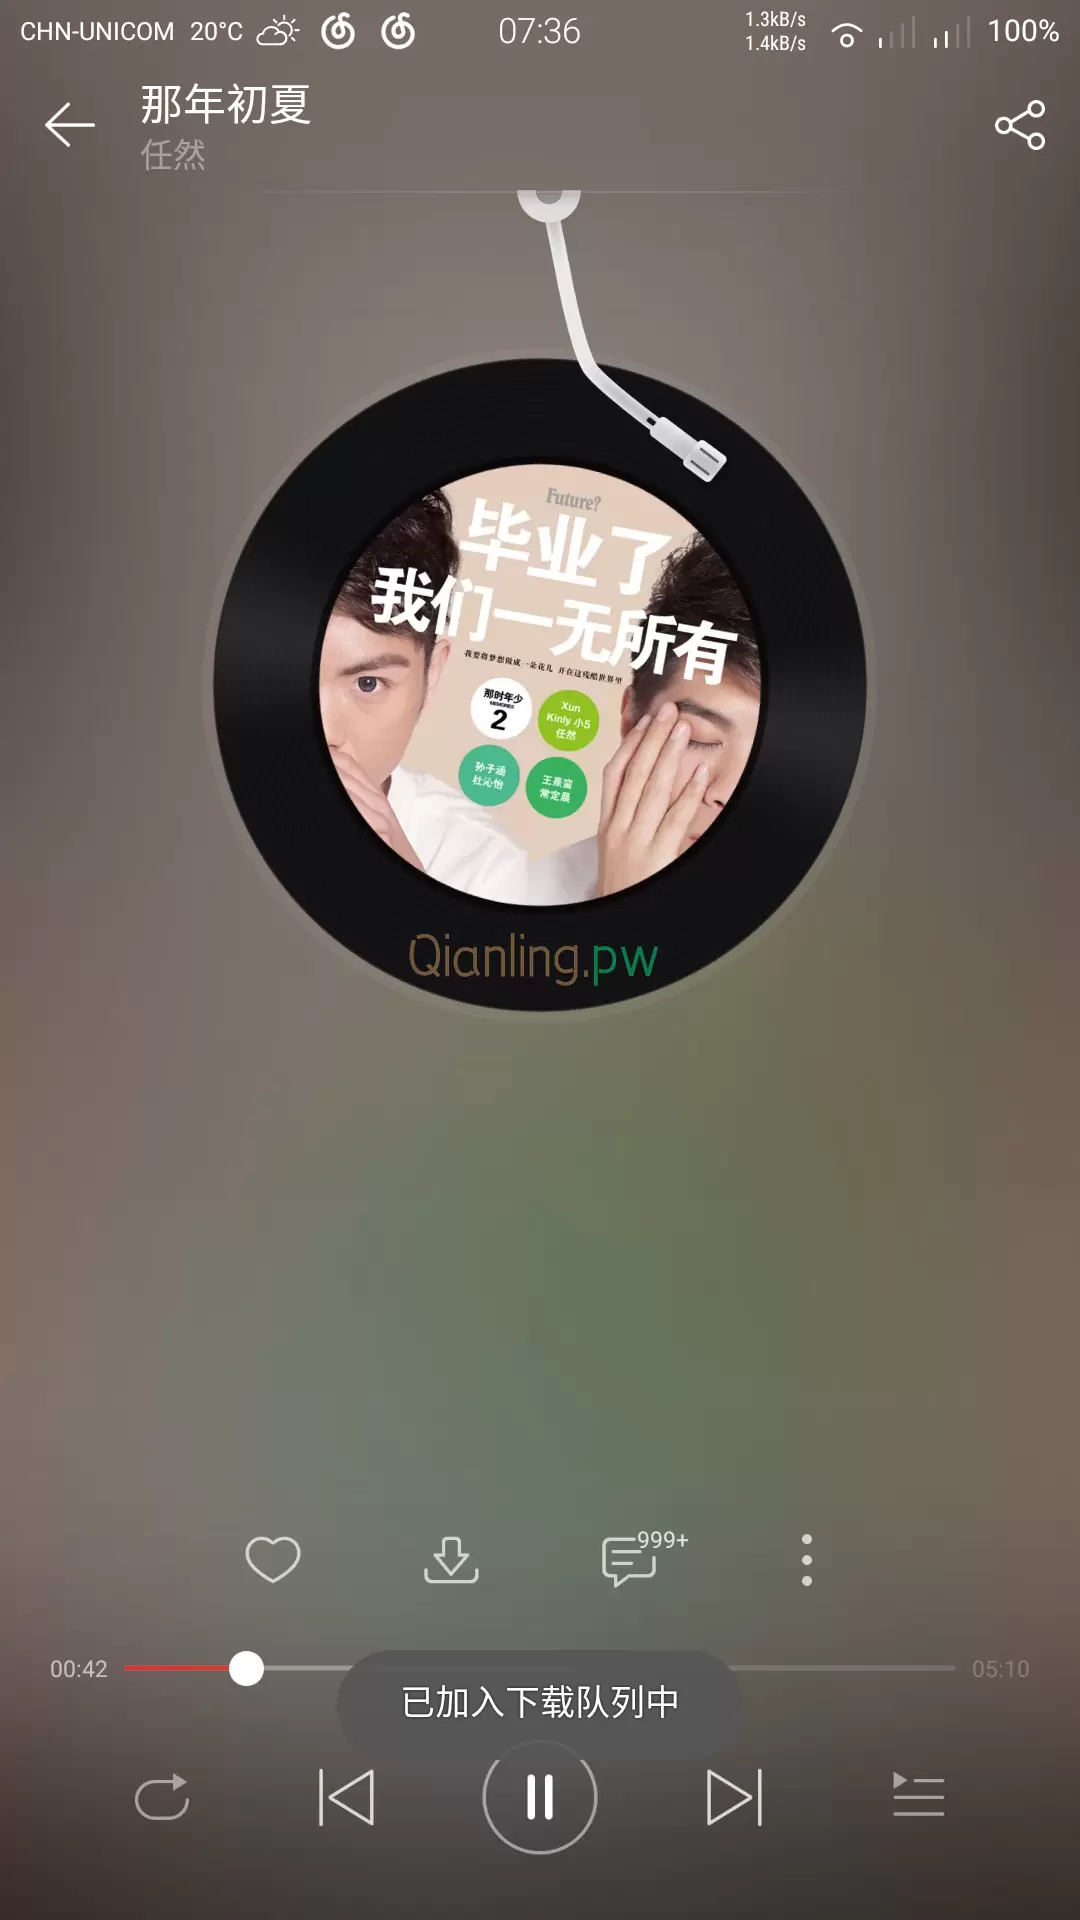 CHN-UNICOM 20°C 07:36 1.3kB/s 1.4kB/s 100%
那年初夏
任然
Future?
毕业了
我们一无所有
我要将梦想做成一朵花儿 开在这残酷世界里
那时年少
MEMORIES
2
Xun
Kinly 小5
任然
孙子涵
杜沁怡
王熹蛮
常定晨
Qianling.pw
999+
00:42 05:10
已加入下载队列中